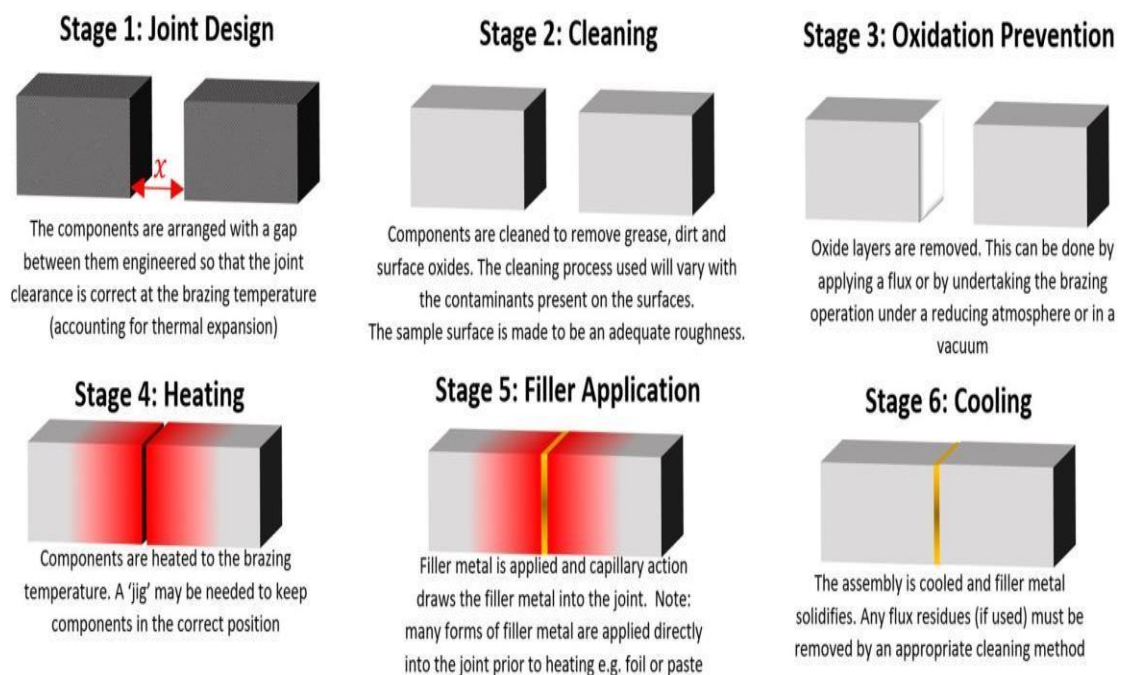 Stage 1: Joint Design
x
The components are arranged with a gap
between them engineered so that the joint
clearance is correct at the brazing temperature
(accounting for thermal expansion)
Stage 2: Cleaning
Components are cleaned to remove grease, dirt and
surface oxides. The cleaning process used will vary with
the contaminants present on the surfaces.
The sample surface is made to be an adequate roughness.
Stage 3: Oxidation Prevention
Oxide layers are removed. This can be done by
applying a flux or by undertaking the brazing
operation under a reducing atmosphere or in a
vacuum
Stage 4: Heating
Components are heated to the brazing
temperature. A ‘jig’ may be needed to keep
components in the correct position
Stage 5: Filler Application
Filler metal is applied and capillary action
draws the filler metal into the joint. Note:
many forms of filler metal are applied directly
into the joint prior to heating e.g. foil or paste
Stage 6: Cooling
The assembly is cooled and filler metal
solidifies. Any flux residues (if used) must be
removed by an appropriate cleaning method